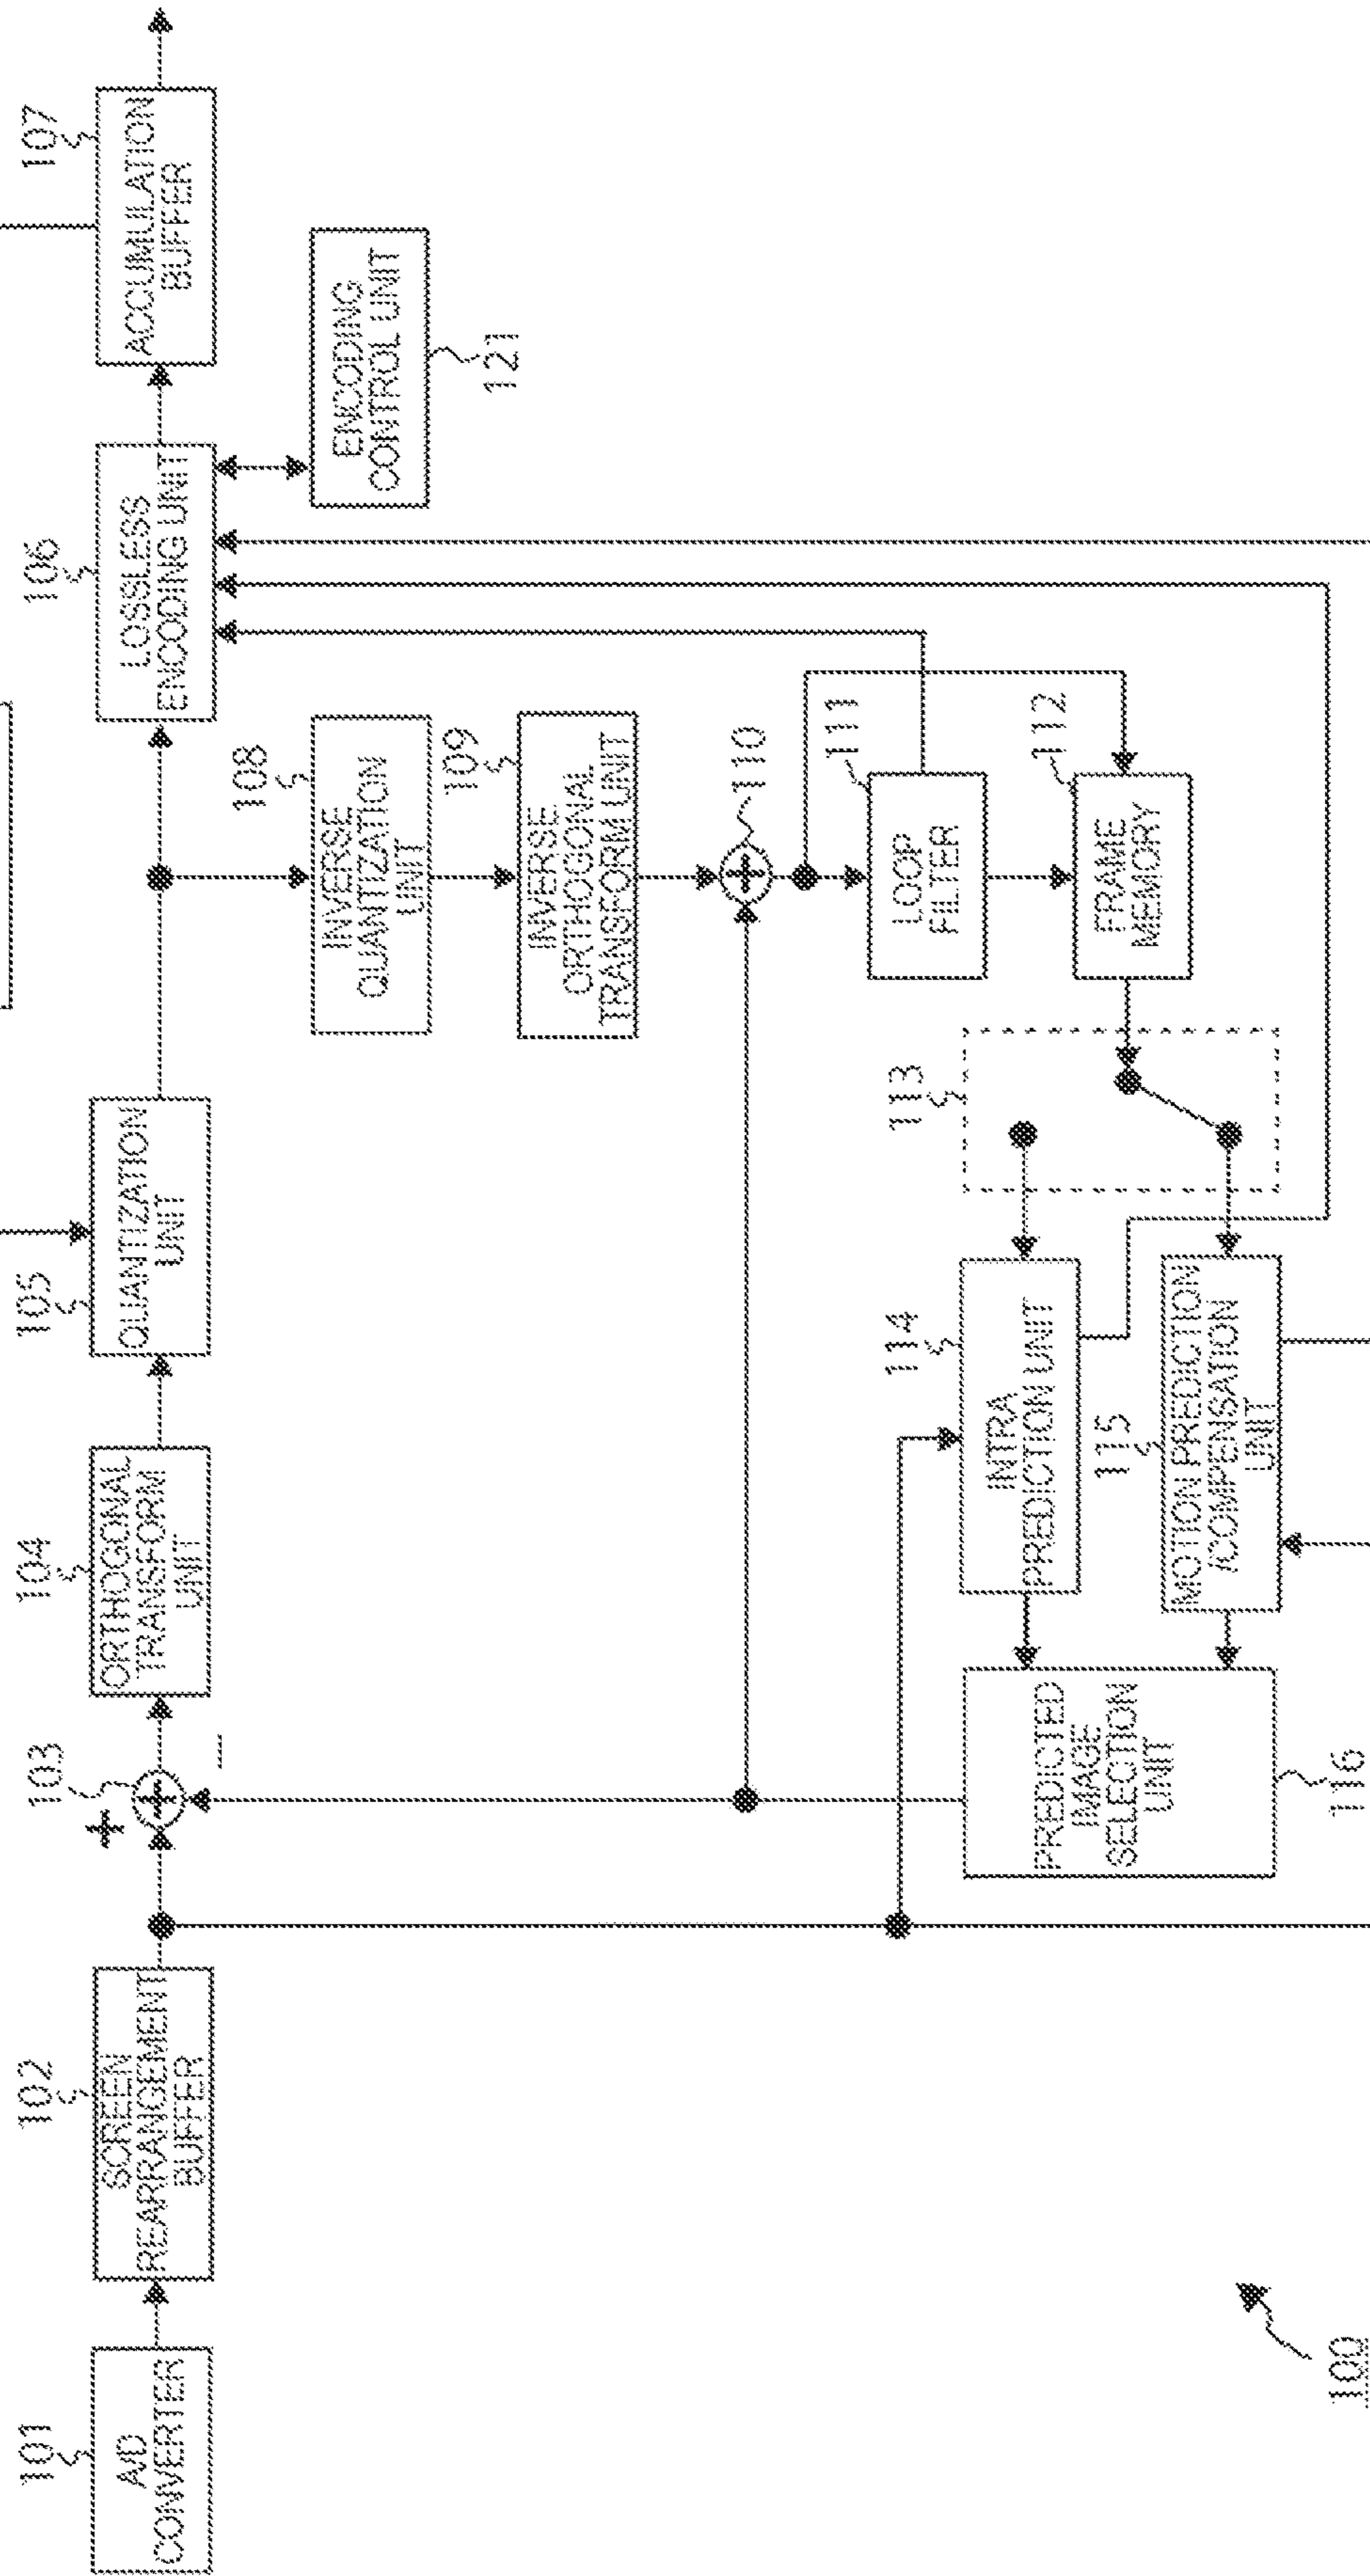 101
A/D
CONVERTER
102
SCREEN
REARRANGEMENT
BUFFER
103
+
+
–
104
ORTHOGONAL
TRANSFORM
UNIT
105
QUANTIZATION
UNIT
106
LOSSLESS
ENCODING UNIT
107
ACCUMULATION
BUFFER
108
INVERSE
QUANTIZATION
UNIT
ENCODING
CONTROL UNIT
121
109
INVERSE
ORTHOGONAL
TRANSFORM UNIT
+
110
111
LOOP
FILTER
112
FRAME
MEMORY
113
114
INTRA
PREDICTION UNIT
115
MOTION PREDICTION
/COMPENSATION
UNIT
PREDICTED
IMAGE
SELECTION
UNIT
116
100